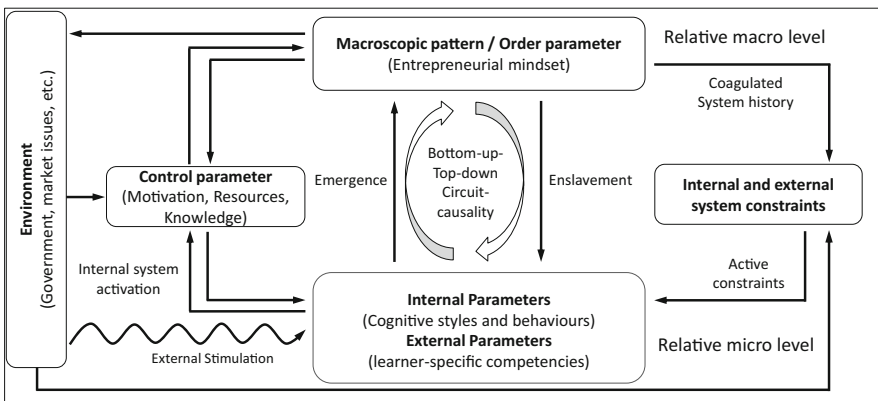 Environment
(Government, market issues, etc.)
Macroscopic pattern / Order parameter
(Entrepreneurial mindset)
Relative macro level
Coagulated
System history
Control parameter
(Motivation, Resources,
Knowledge)
Emergence
Bottom-up-
Top-down
Circuit-
causality
Enslavement
Internal and external
system constraints
Internal system
activation
Active
constraints
Internal Parameters
(Cognitive styles and behaviours)
External Parameters
(learner-specific competencies)
External Stimulation
Relative micro level